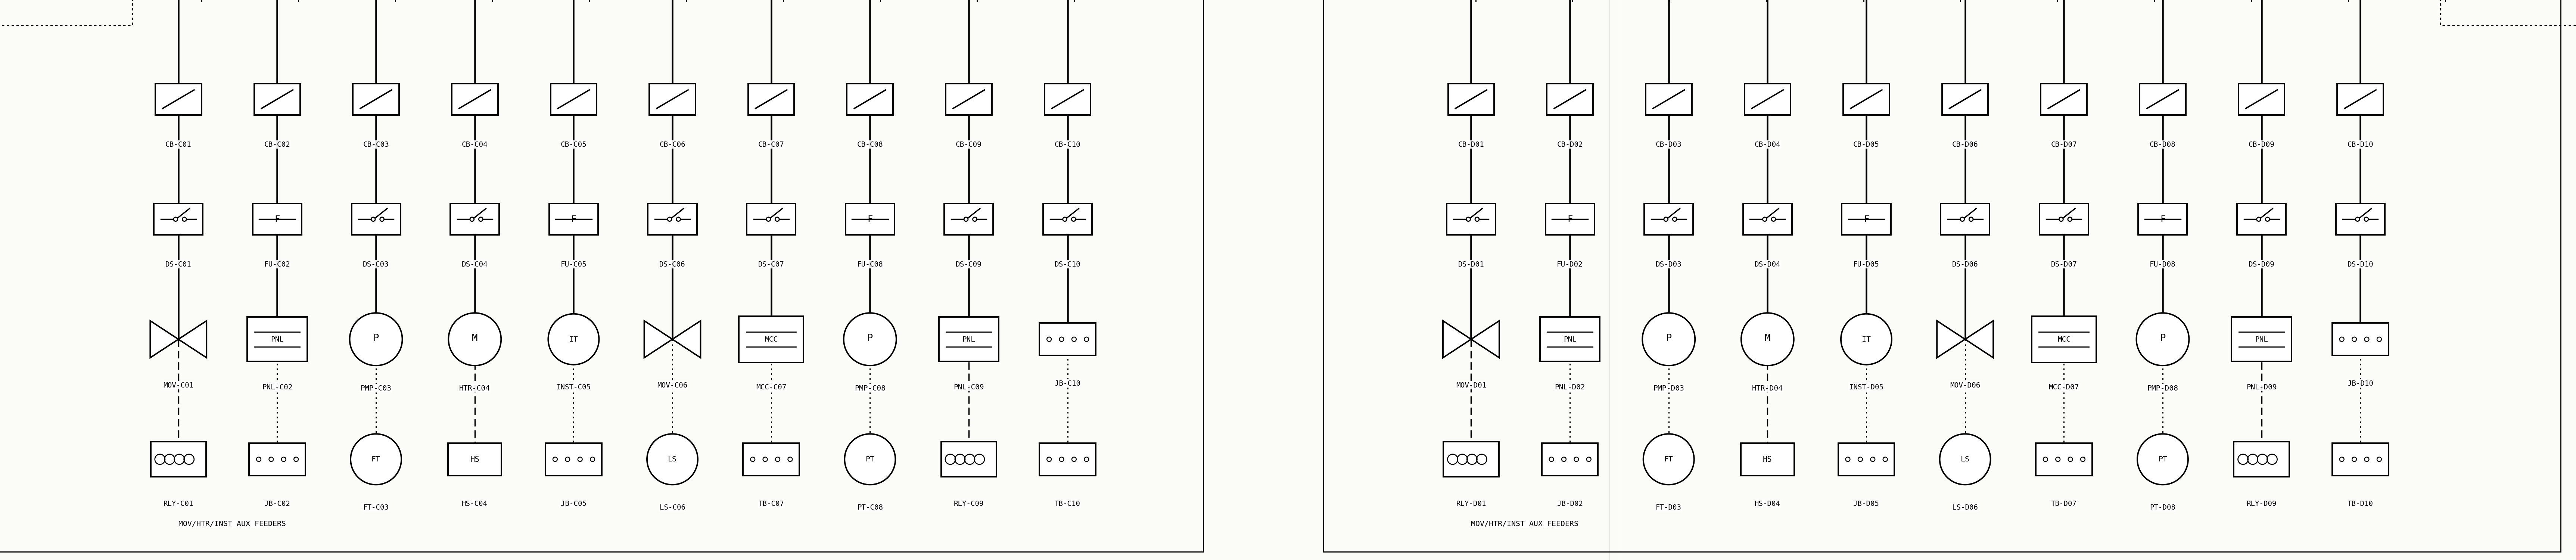 CB-C01 CB-C02 CB-C03 CB-C04 CB-C05 CB-C06 CB-C07 CB-C08 CB-C09 CB-C10 CB-D01 CB-D02 CB-D03 CB-D04 CB-D05 CB-D06 CB-D07 CB-D08 CB-D09 CB-D10
F F F F F F
DS-C01 FU-C02 DS-C03 DS-C04 FU-C05 DS-C06 DS-C07 FU-C08 DS-C09 DS-C10 DS-D01 FU-D02 DS-D03 DS-D04 FU-D05 DS-D06 DS-D07 FU-D08 DS-D09 DS-D10
PNL P M IT MCC P PNL PNL P M IT MCC P PNL
MOV-C01 PNL-C02 PMP-C03 HTR-C04 INST-C05 MOV-C06 MCC-C07 PMP-C08 PNL-C09 JB-C10 MOV-D01 PNL-D02 PMP-D03 HTR-D04 INST-D05 MOV-D06 MCC-D07 PMP-D08 PNL-D09 JB-D10
FT HS LS PT FT HS LS PT
RLY-C01 JB-C02 FT-C03 HS-C04 JB-C05 LS-C06 TB-C07 PT-C08 RLY-C09 TB-C10 RLY-D01 JB-D02 FT-D03 HS-D04 JB-D05 LS-D06 TB-D07 PT-D08 RLY-D09 TB-D10
MOV/HTR/INST AUX FEEDERS MOV/HTR/INST AUX FEEDERS